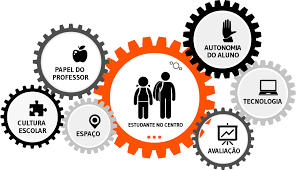 AUTONOMIA
DO ALUNO
PAPEL DO
PROFESSOR
TECNOLOGIA
CULTURA
ESCOLAR
ESPAÇO
ESTUDANTE NO CENTRO
AVALIAÇÃO